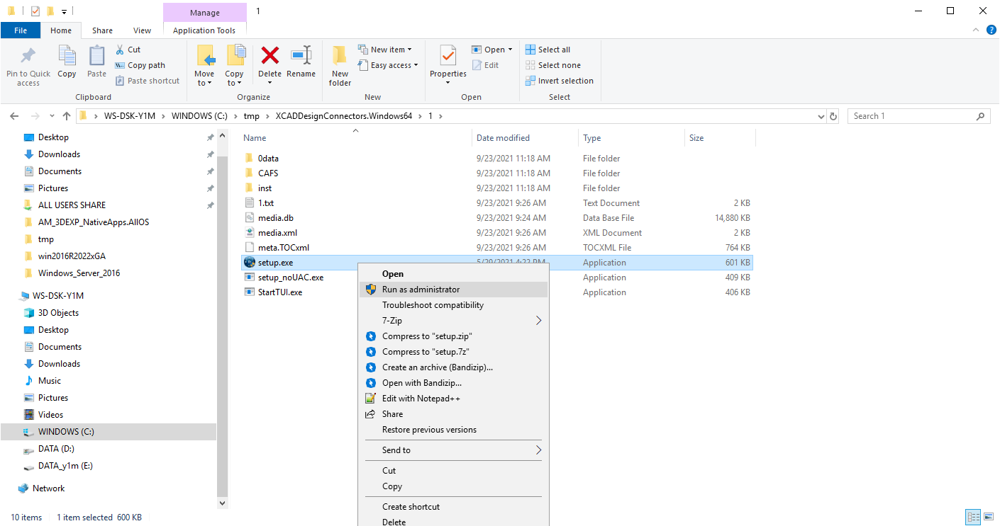 Manage
1
File
Home
Share
View
Application Tools
Pin to Quick access
Copy
Paste
Cut
Copy path
Paste shortcut
Clipboard
Move to
Copy to
Delete
Rename
Organize
New folder
New item
Easy access
New
Properties
Open
Edit
Open
Select all
Select none
Invert selection
Select
WS-DSK-Y1M
WINDOWS (C:)
tmp
XCADDesignConnectors.Windows64
1
Search 1
Desktop
Downloads
Documents
Pictures
ALL USERS SHARE
AM_3DEXP_NativeApps.AllOS
tmp
win2016R2022xGA
Windows_Server_2016
WS-DSK-Y1M
3D Objects
Desktop
Documents
Downloads
Music
Pictures
Videos
WINDOWS (C:)
DATA (D:)
DATA_y1m (E:)
Network
Name Date modified Type Size
0data 9/23/2021 11:18 AM File folder
CAFS 9/23/2021 11:18 AM File folder
inst 9/23/2021 11:18 AM File folder
1.txt 9/23/2021 9:26 AM Text Document 2 KB
media.db 9/23/2021 9:24 AM Data Base File 14,880 KB
media.xml 9/23/2021 9:26 AM XML Document 2 KB
meta.TOCxml 9/23/2021 9:26 AM TOCXML File 764 KB
setup.exe 5/29/2021 4:22 PM Application 601 KB
setup_noUAC.exe Application 409 KB
StartTUI.exe Application 406 KB
Open
Run as administrator
Troubleshoot compatibility
7-Zip
Compress to "setup.zip"
Compress to "setup.7z"
Create an archive (Bandizip)...
Open with Bandizip...
Edit with Notepad++
Share
Restore previous versions
Send to
Cut
Copy
Create shortcut
Delete
10 items 1 item selected 600 KB